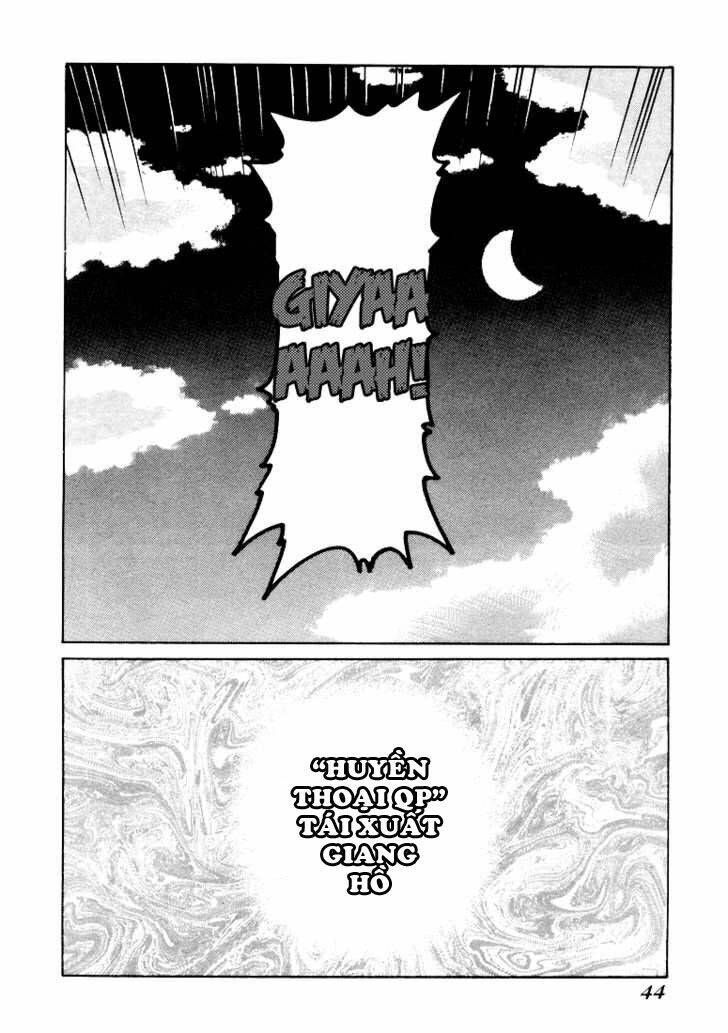 GIYAA
AAAH!
“HUYỀN
THOẠI QP”
TÁI XUẤT
GIANG
HỒ
44